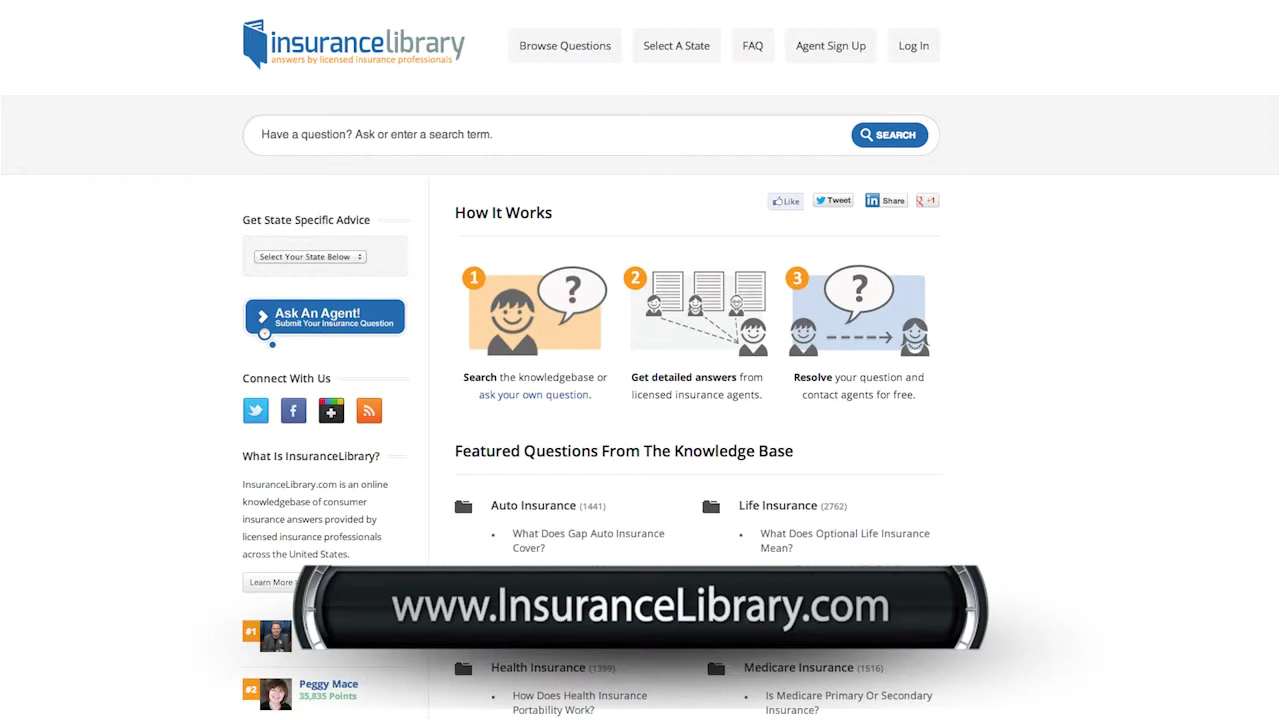 insurancelibrary
answers by licensed insurance professionals
Browse Questions
Select A State
FAQ
Agent Sign Up
Log In
Have a question? Ask or enter a search term.
SEARCH
Get State Specific Advice
Select Your State Below
Ask An Agent!
Submit Your Insurance Question
Connect With Us
What Is InsuranceLibrary?
InsuranceLibrary.com is an online
knowledgebase of consumer
insurance answers provided by
licensed insurance professionals
across the United States.
Learn More
#1
#2
Peggy Mace
35,835 Points
Like
Tweet
Share
+1
How It Works
1
?
2
3
?
Search the knowledgebase or
ask your own question.
Get detailed answers from
licensed insurance agents.
Resolve your question and
contact agents for free.
Featured Questions From The Knowledge Base
Auto Insurance (1441)
What Does Gap Auto Insurance
Cover?
Life Insurance (2762)
What Does Optional Life Insurance
Mean?
www.InsuranceLibrary.com
Health Insurance (1399)
How Does Health Insurance
Portability Work?
Medicare Insurance (1516)
Is Medicare Primary Or Secondary
Insurance?